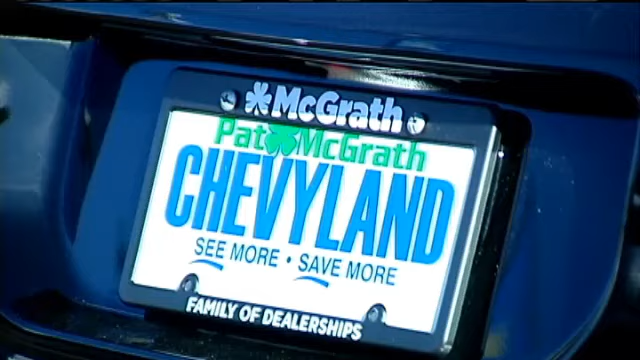 McGrath
Pat McGrath
CHEVYLAND
SEE MORE • SAVE MORE
FAMILY OF DEALERSHIPS